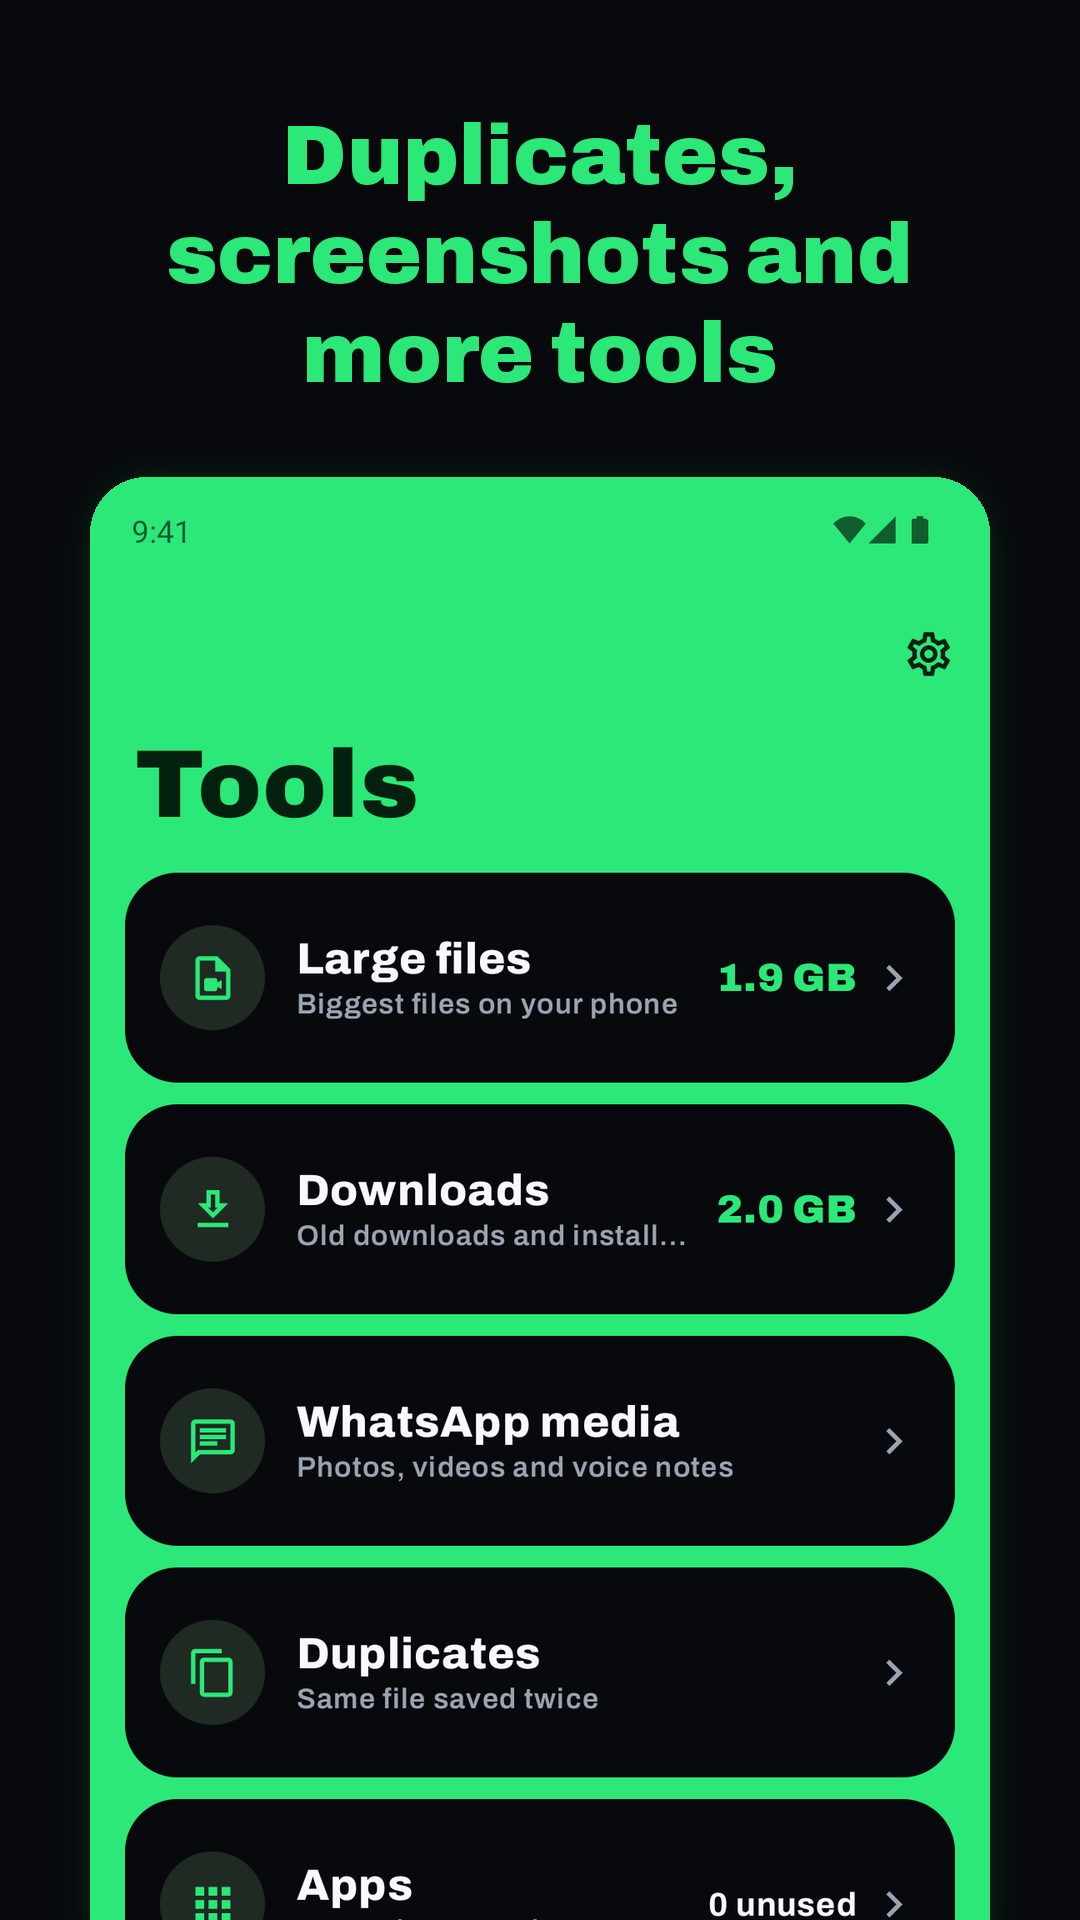 Duplicates,
screenshots and
more tools
9:41
Tools
Large files
Biggest files on your phone
1.9 GB
Downloads
Old downloads and install...
2.0 GB
WhatsApp media
Photos, videos and voice notes
Duplicates
Same file saved twice
Apps
0 unused